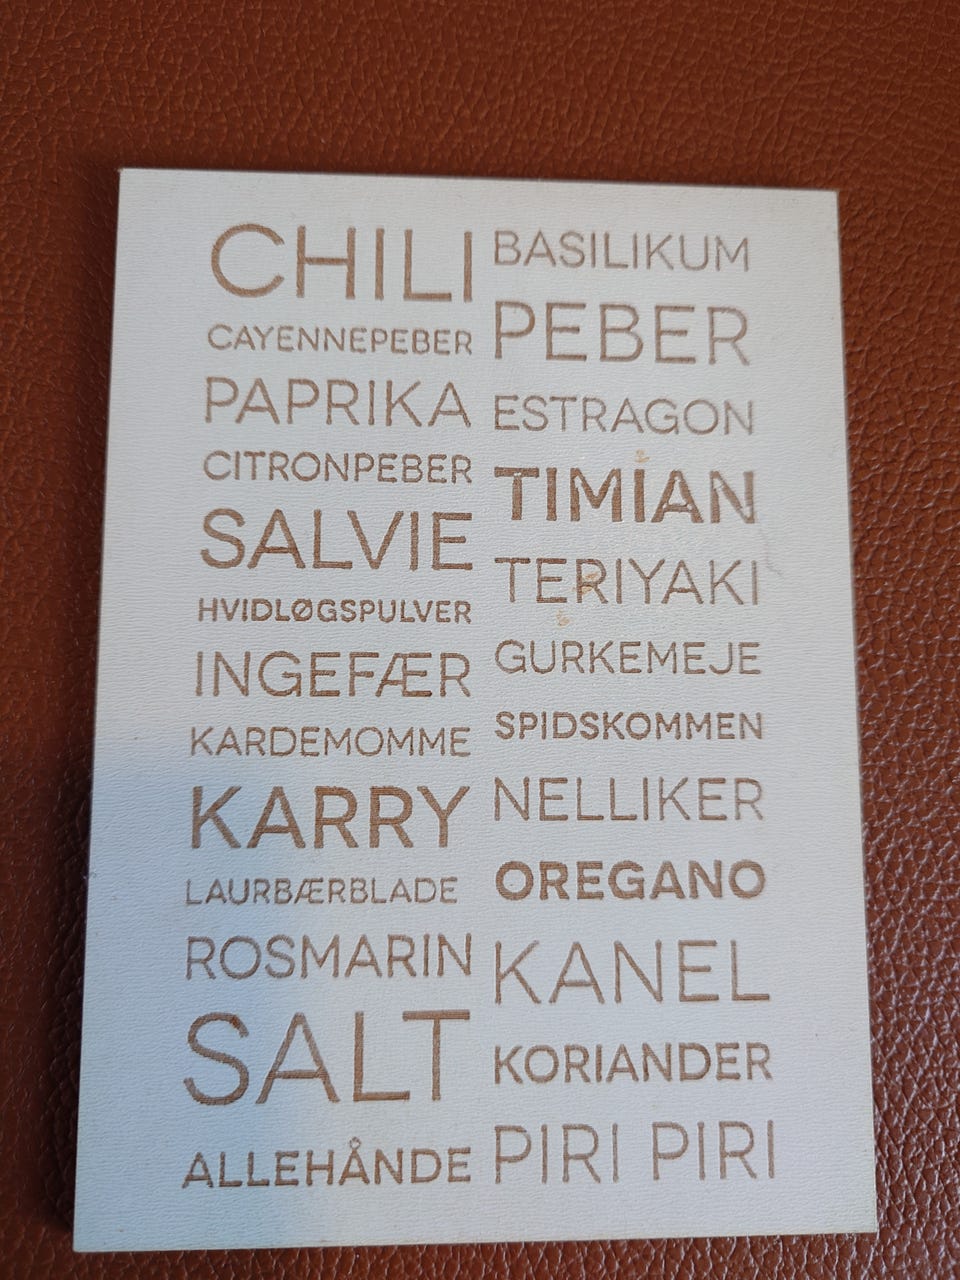 CHILI
CAYENNEPEBER
PAPRIKA
CITRONPEBER
SALVIE
HVIDLØGSPULVER
INGEFÆR
KARDEMOMME
KARRY
LAURBÆRBLADE
ROSMARIN
SALT
ALLEHÅNDE
BASILIKUM
PEBER
ESTRAGON
TIMIAN
TERIYAKI
GURKEMEJE
SPIDSKOMMEN
NELLIKER
OREGANO
KANEL
KORIANDER
PIRI PIRI